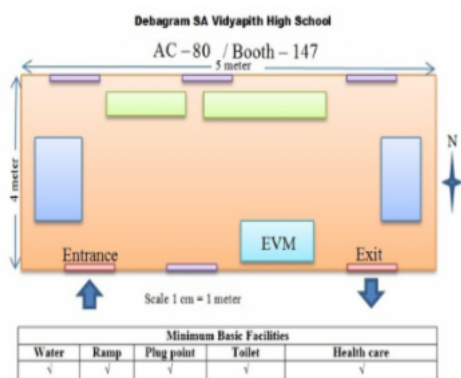 Debagram SA Vidyapith High School
AC – 80 / Booth – 147
5 meter
4 meter
N
EVM
Entrance
Exit
Scale 1 cm = 1 meter
Minimum Basic Facilities
Water Ramp Plug point Toilet Health care
√ √ √ √ √